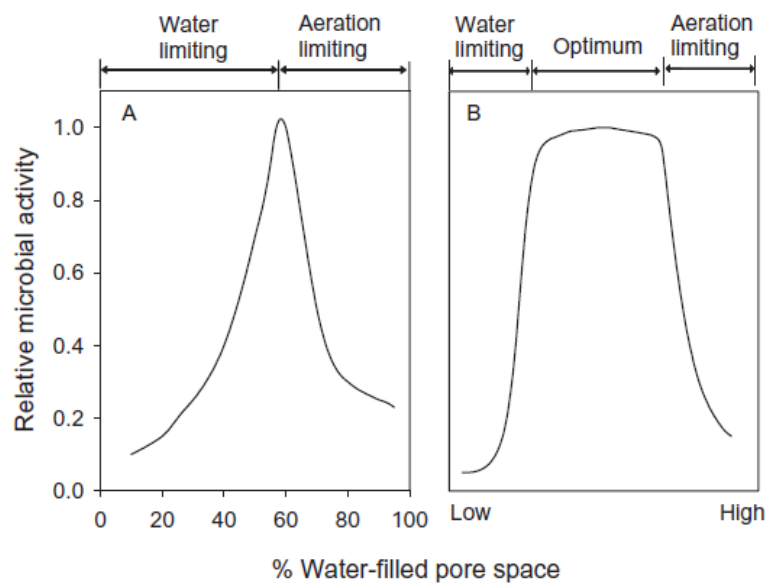 Water limiting
Aeration limiting
Water limiting
Optimum
Aeration limiting
A
B
Relative microbial activity
1.0
0.8
0.6
0.4
0.2
0.0
0 20 40 60 80 100
Low High
% Water-filled pore space